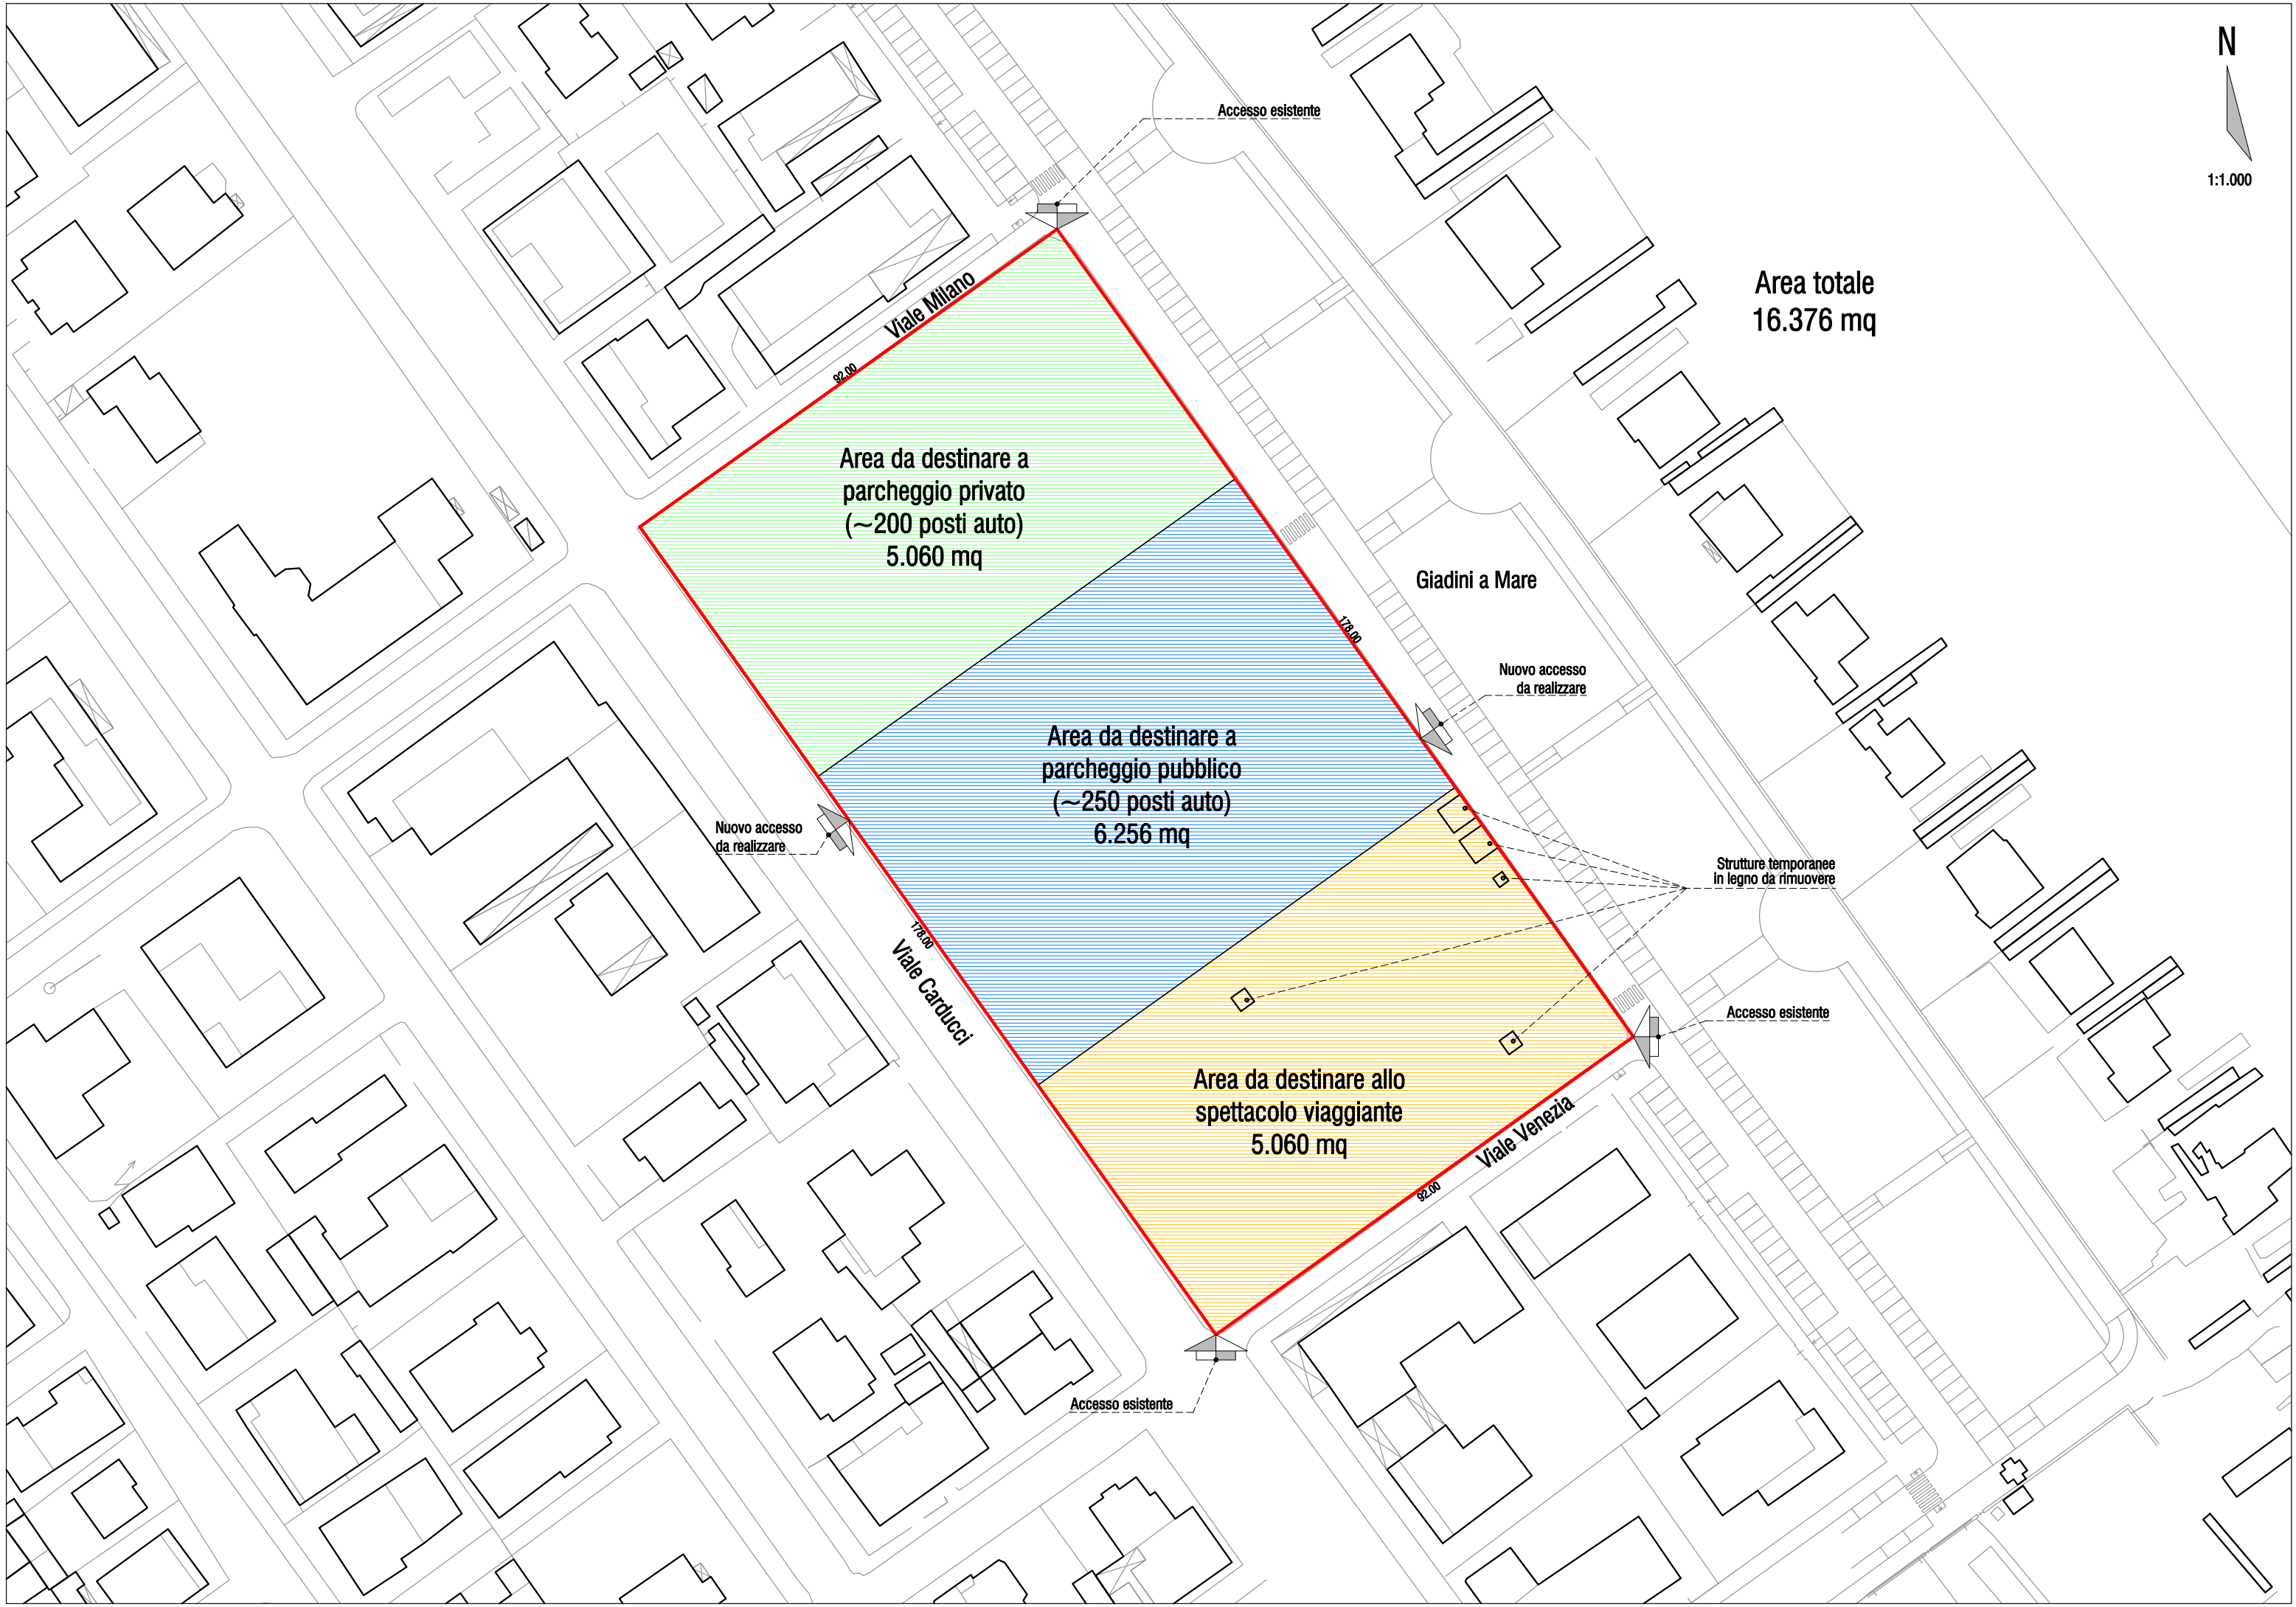 N
1:1.000
Accesso esistente
Area totale
16.376 mq
Viale Milano
92.00
Area da destinare a
parcheggio privato
(~200 posti auto)
5.060 mq
Giadini a Mare
178.00
Nuovo accesso
da realizzare
Area da destinare a
parcheggio pubblico
(~250 posti auto)
6.256 mq
Nuovo accesso
da realizzare
Strutture temporanee
in legno da rimuovere
178.00
Viale Carducci
Accesso esistente
Area da destinare allo
spettacolo viaggiante
5.060 mq
Viale Venezia
92.00
Accesso esistente